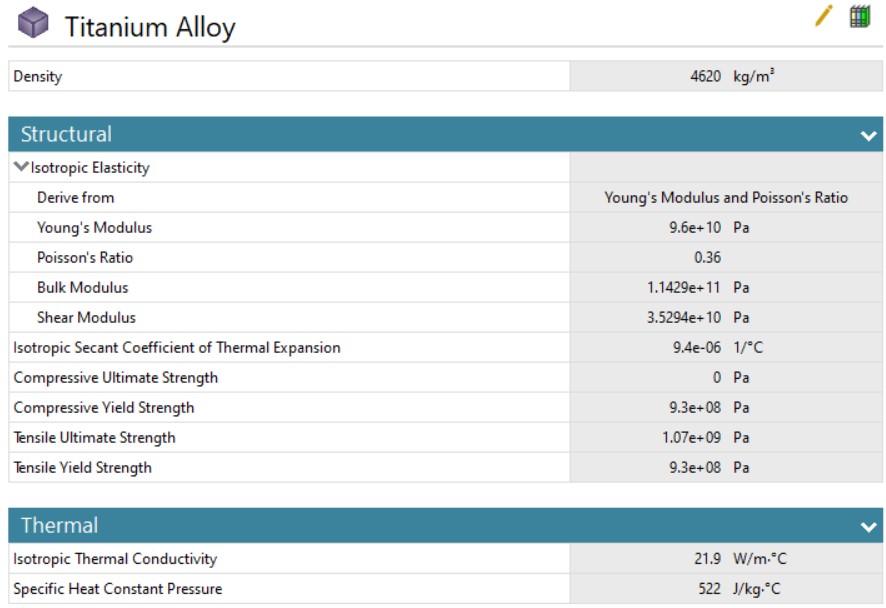 Titanium Alloy
Density 4620 kg/m³
Structural
Isotropic Elasticity
Derive from Young's Modulus and Poisson's Ratio
Young's Modulus 9.6e+10 Pa
Poisson's Ratio 0.36
Bulk Modulus 1.1429e+11 Pa
Shear Modulus 3.5294e+10 Pa
Isotropic Secant Coefficient of Thermal Expansion 9.4e-06 1/°C
Compressive Ultimate Strength 0 Pa
Compressive Yield Strength 9.3e+08 Pa
Tensile Ultimate Strength 1.07e+09 Pa
Tensile Yield Strength 9.3e+08 Pa
Thermal
Isotropic Thermal Conductivity 21.9 W/m·°C
Specific Heat Constant Pressure 522 J/kg·°C